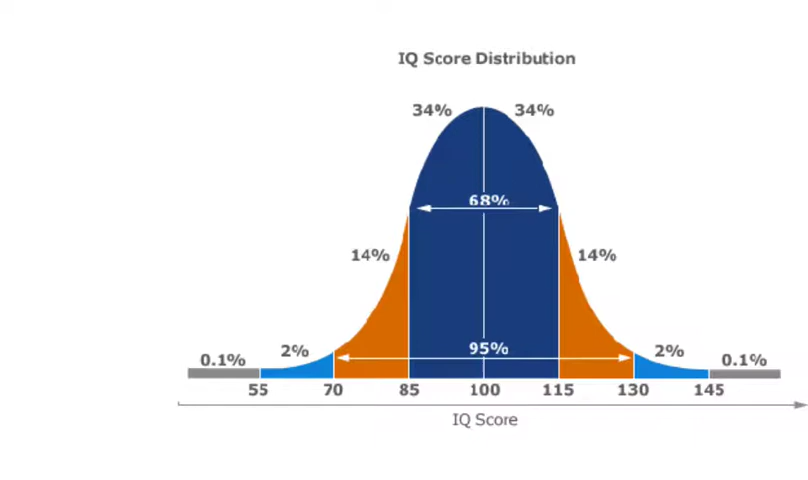 IQ Score Distribution
34% 34%
68%
14% 14%
95%
0.1% 2% 2% 0.1%
55 70 85 100 115 130 145
IQ Score